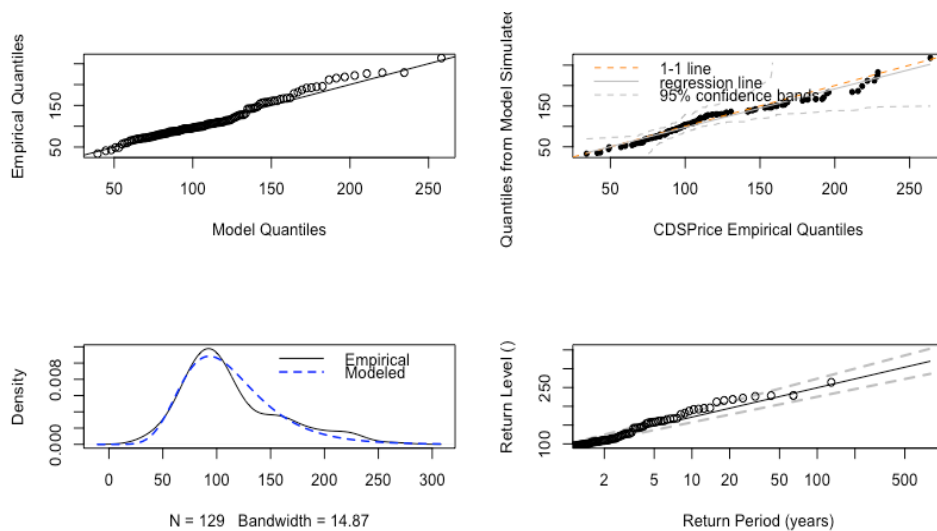 Empirical Quantiles
150
50
50
100
150
200
250
Model Quantiles
Quantiles from Model Simulated
150
50
1-1 line
regression line
95% confidence bands
50
100
150
200
250
CDSPrice Empirical Quantiles
Density
0.008
0.000
Empirical
Modeled
0
50
100
150
200
250
300
N = 129 Bandwidth = 14.87
Return Level ()
250
100
2
5
10
20
50
100
500
Return Period (years)